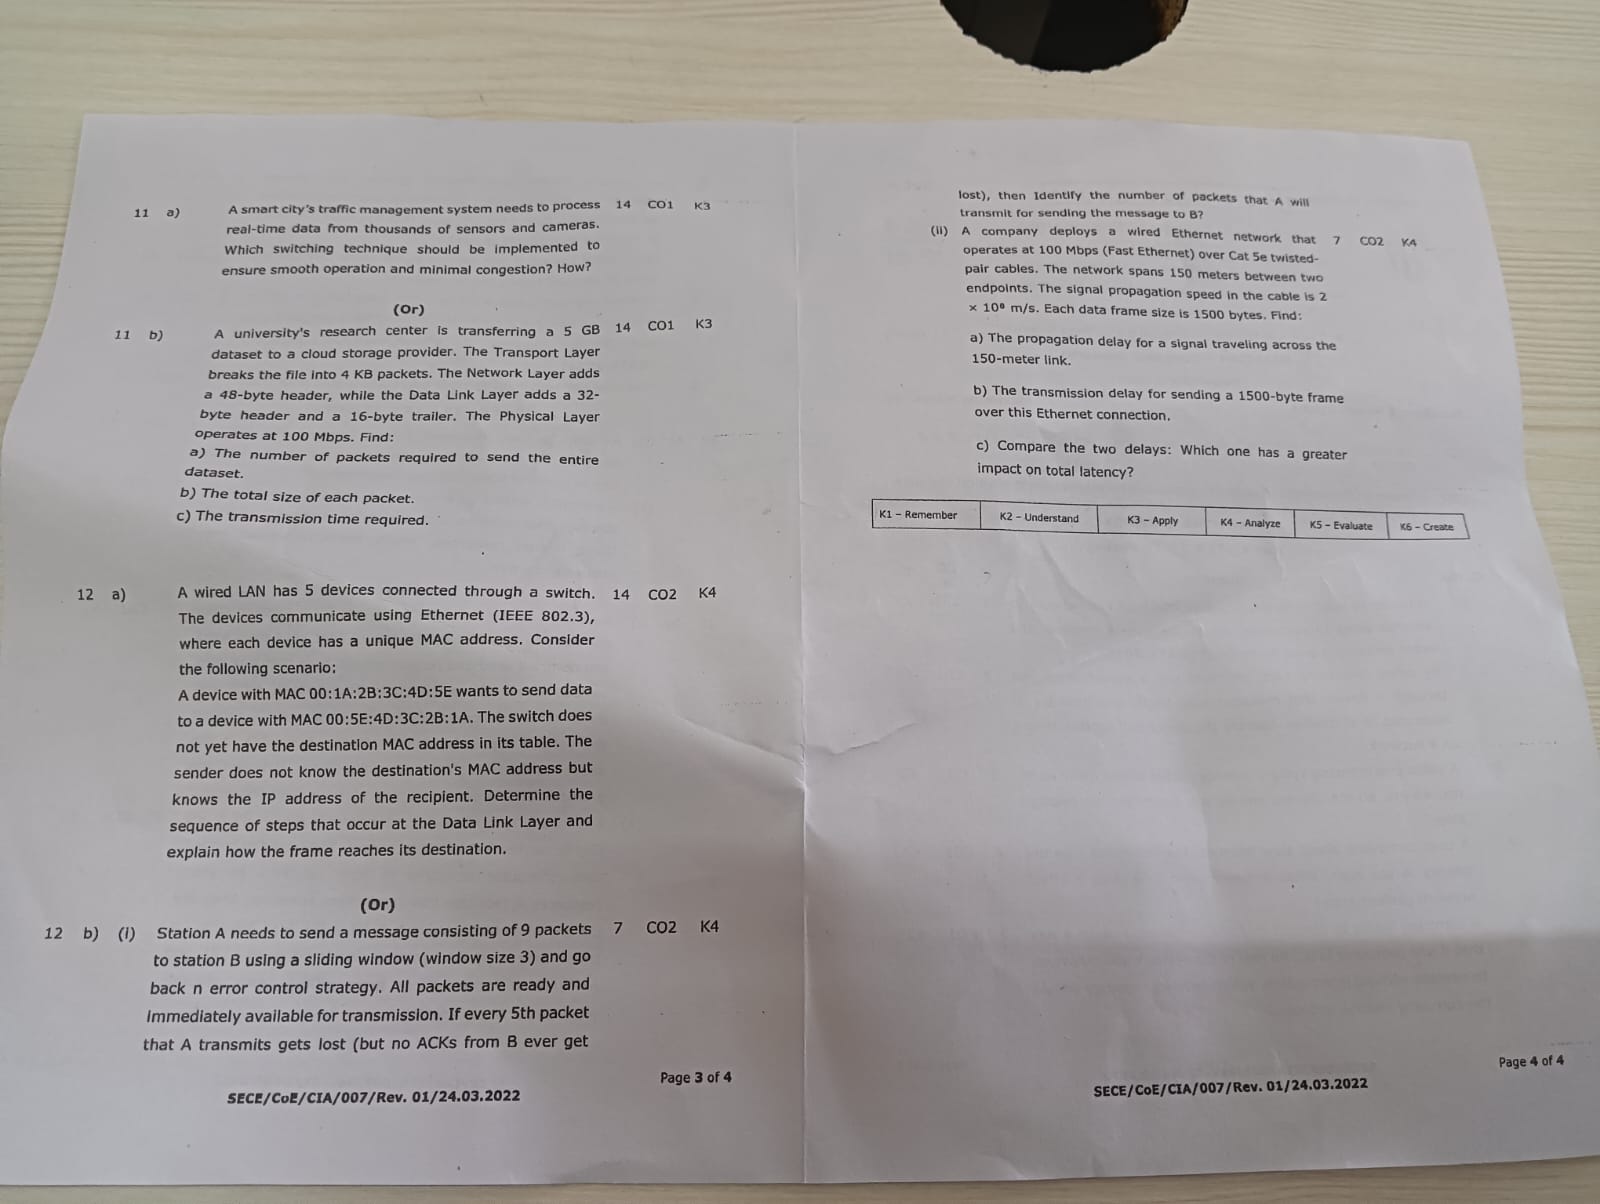 11 a) A smart city's traffic management system needs to process 14 CO1 K3
real-time data from thousands of sensors and cameras.
Which switching technique should be implemented to
ensure smooth operation and minimal congestion? How?
(Or)
11 b) A university's research center is transferring a 5 GB 14 CO1 K3
dataset to a cloud storage provider. The Transport Layer
breaks the file into 4 KB packets. The Network Layer adds
a 48-byte header, while the Data Link Layer adds a 32-
byte header and a 16-byte trailer. The Physical Layer
operates at 100 Mbps. Find:
a) The number of packets required to send the entire
dataset.
b) The total size of each packet.
c) The transmission time required.
12 a) A wired LAN has 5 devices connected through a switch. 14 CO2 K4
The devices communicate using Ethernet (IEEE 802.3),
where each device has a unique MAC address. Consider
the following scenario:
A device with MAC 00:1A:2B:3C:4D:5E wants to send data
to a device with MAC 00:5E:4D:3C:2B:1A. The switch does
not yet have the destination MAC address in its table. The
sender does not know the destination's MAC address but
knows the IP address of the recipient. Determine the
sequence of steps that occur at the Data Link Layer and
explain how the frame reaches its destination.
(Or)
12 b) (i) Station A needs to send a message consisting of 9 packets 7 CO2 K4
to station B using a sliding window (window size 3) and go
back n error control strategy. All packets are ready and
immediately available for transmission. If every 5th packet
that A transmits gets lost (but no ACKs from B ever get
Page 3 of 4
SECE/CoE/CIA/007/Rev. 01/24.03.2022
lost), then Identify the number of packets that A will
transmit for sending the message to B?
(ii) A company deploys a wired Ethernet network that 7 CO2 K4
operates at 100 Mbps (Fast Ethernet) over Cat 5e twisted-
pair cables. The network spans 150 meters between two
endpoints. The signal propagation speed in the cable is 2
× 10⁸ m/s. Each data frame size is 1500 bytes. Find:
a) The propagation delay for a signal traveling across the
150-meter link.
b) The transmission delay for sending a 1500-byte frame
over this Ethernet connection.
c) Compare the two delays: Which one has a greater
impact on total latency?
K1 – Remember K2 – Understand K3 – Apply K4 – Analyze K5 – Evaluate K6 – Create
Page 4 of 4
SECE/CoE/CIA/007/Rev. 01/24.03.2022